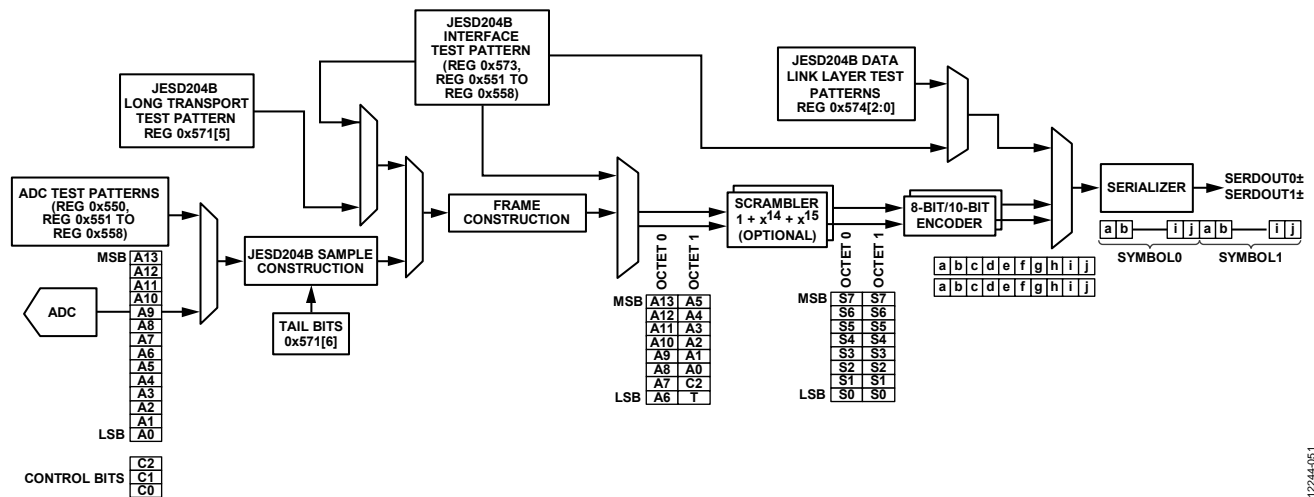 JESD204B
INTERFACE
TEST PATTERN
(REG 0x573,
REG 0x551 TO
REG 0x558)
JESD204B
LONG TRANSPORT
TEST PATTERN
REG 0x571[5]
JESD204B DATA
LINK LAYER TEST
PATTERNS
REG 0x574[2:0]
ADC TEST PATTERNS
(REG 0x550,
REG 0x551 TO
REG 0x558)
FRAME
CONSTRUCTION
SCRAMBLER
1 + x14 + x15
(OPTIONAL)
8-BIT/10-BIT
ENCODER
SERIALIZER
SERDOUT0±
SERDOUT1±
JESD204B SAMPLE
CONSTRUCTION
TAIL BITS
0x571[6]
ADC
MSB A13
A12
A11
A10
A9
A8
A7
A6
A5
A4
A3
A2
A1
LSB A0
CONTROL BITS
C2
C1
C0
OCTET 0
OCTET 1
MSB A13 A5
A12 A4
A11 A3
A10 A2
A9 A1
A8 A0
A7 C2
LSB A6 T
OCTET 0
OCTET 1
MSB S7 S7
S6 S6
S5 S5
S4 S4
S3 S3
S2 S2
S1 S1
LSB S0 S0
a b c d e f g h i j
a b c d e f g h i j
a b i j a b i j
SYMBOL0 SYMBOL1
12244-051